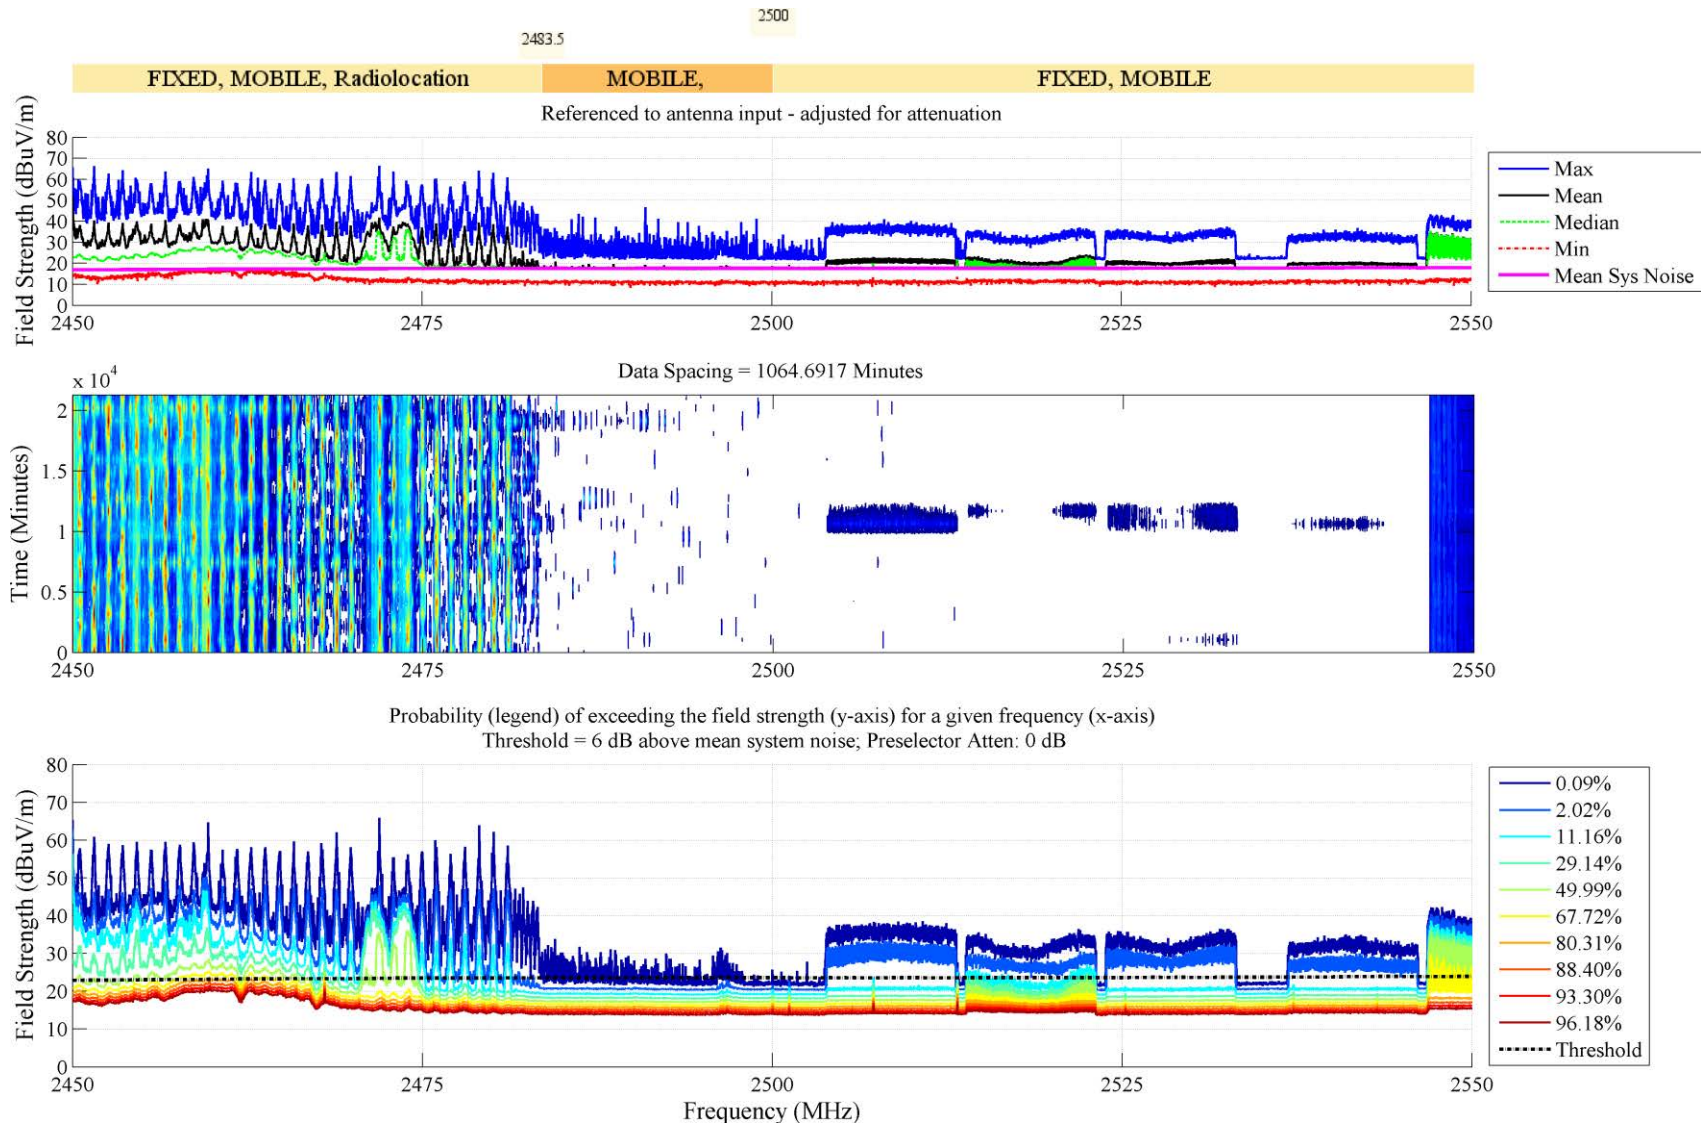 2500
2483.5
FIXED, MOBILE, Radiolocation MOBILE, FIXED, MOBILE
Referenced to antenna input - adjusted for attenuation
Field Strength (dBuV/m)
80
70
60
50
40
30
20
10
0
2450 2475 2500 2525 2550
Max
Mean
Median
Min
Mean Sys Noise
Data Spacing = 1064.6917 Minutes
x 10^4
Time (Minutes)
2
1.5
1
0.5
0
2450 2475 2500 2525 2550
Probability (legend) of exceeding the field strength (y-axis) for a given frequency (x-axis)
Threshold = 6 dB above mean system noise; Preselector Atten: 0 dB
Field Strength (dBuV/m)
80
70
60
50
40
30
20
10
0
2450 2475 2500 2525 2550
Frequency (MHz)
0.09%
2.02%
11.16%
29.14%
49.99%
67.72%
80.31%
88.40%
93.30%
96.18%
Threshold